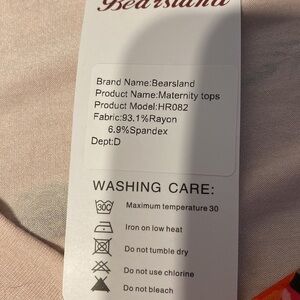 Bearsland
Brand Name:Bearsland
Product Name:Maternity tops
Product Model:HR082
Fabric:93.1%Rayon
6.9%Spandex
Dept:D
WASHING CARE:
30C Maximum temperature 30
Iron on low heat
Do not tumble dry
Do not use chlorine
Do not bleach